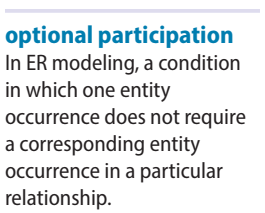 optional participation
In ER modeling, a condition
in which one entity
occurrence does not require
a corresponding entity
occurrence in a particular
relationship.